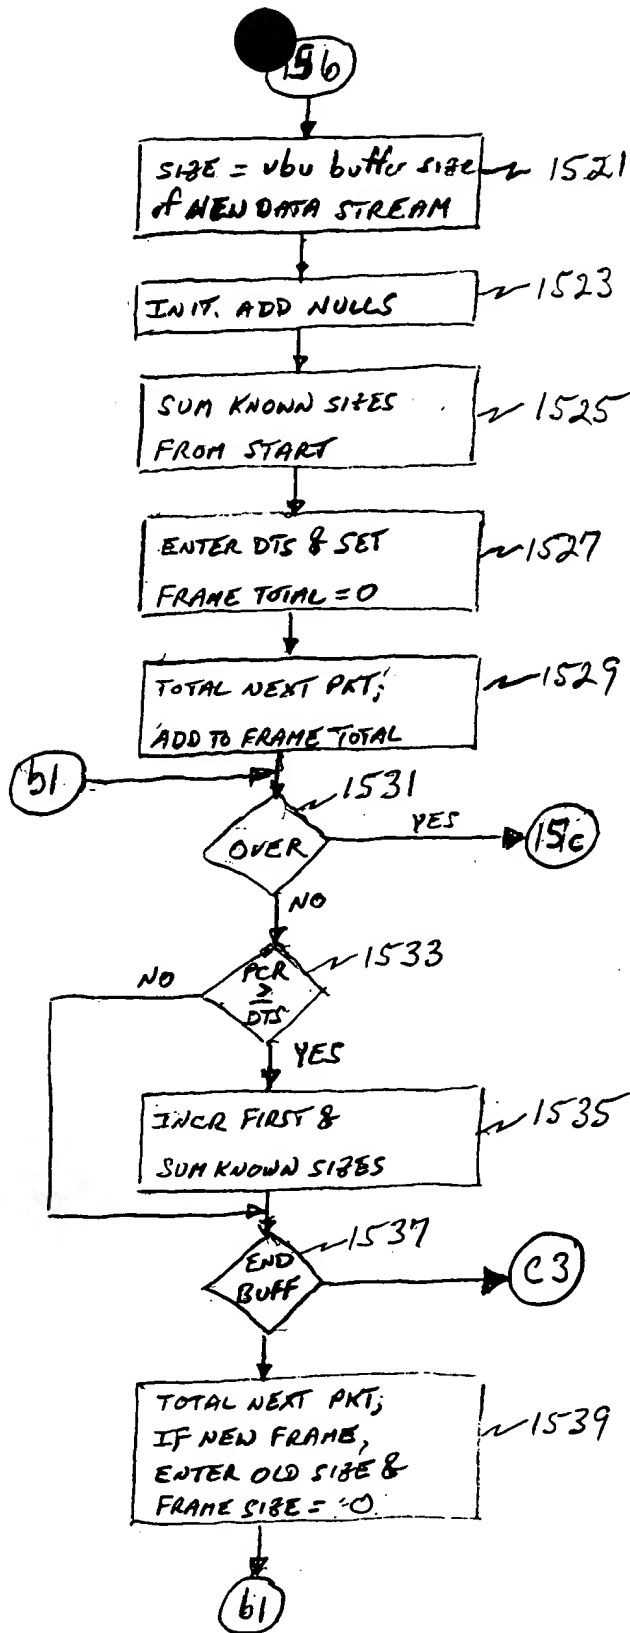 15b
SIZE = vbv buffer size
of NEW DATA STREAM
1521
INIT. ADD NULLS
1523
SUM KNOWN SIZES
FROM START
1525
ENTER DTS & SET
FRAME TOTAL = 0
1527
TOTAL NEXT PKT;
ADD TO FRAME TOTAL
1529
b1
1531
OVER
YES
15c
NO
1533
PCR
≥
DTS
NO
YES
INCR FIRST &
SUM KNOWN SIZES
1535
1537
END
BUFF
C3
TOTAL NEXT PKT;
IF NEW FRAME,
ENTER OLD SIZE &
FRAME SIZE = 0
1539
b1